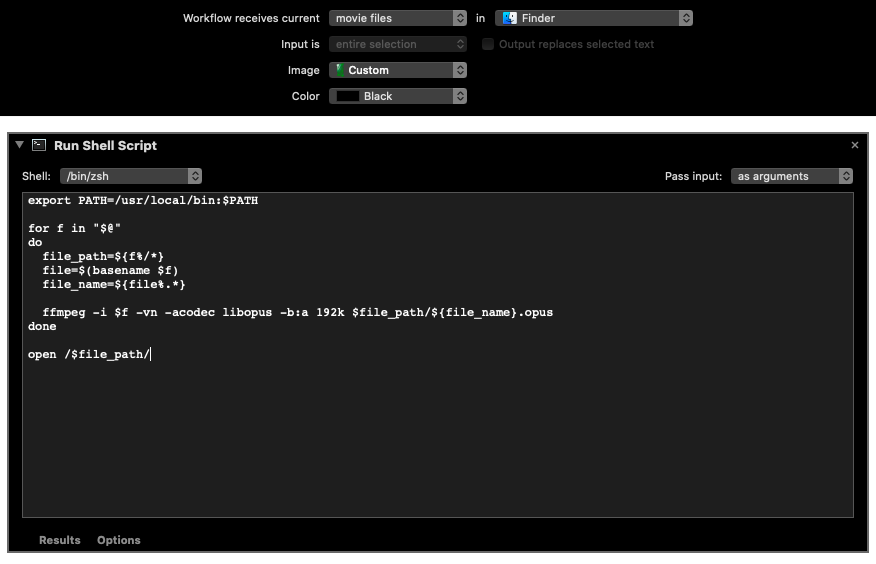 Workflow receives current movie files in Finder
Input is entire selection Output replaces selected text
Image Custom
Color Black
Run Shell Script
Shell: /bin/zsh Pass input: as arguments
export PATH=/usr/local/bin:$PATH
for f in "$@"
do
file_path=${f%/*}
file=$(basename $f)
file_name=${file%.*}
ffmpeg -i $f -vn -acodec libopus -b:a 192k $file_path/${file_name}.opus
done
open /$file_path/
Results Options